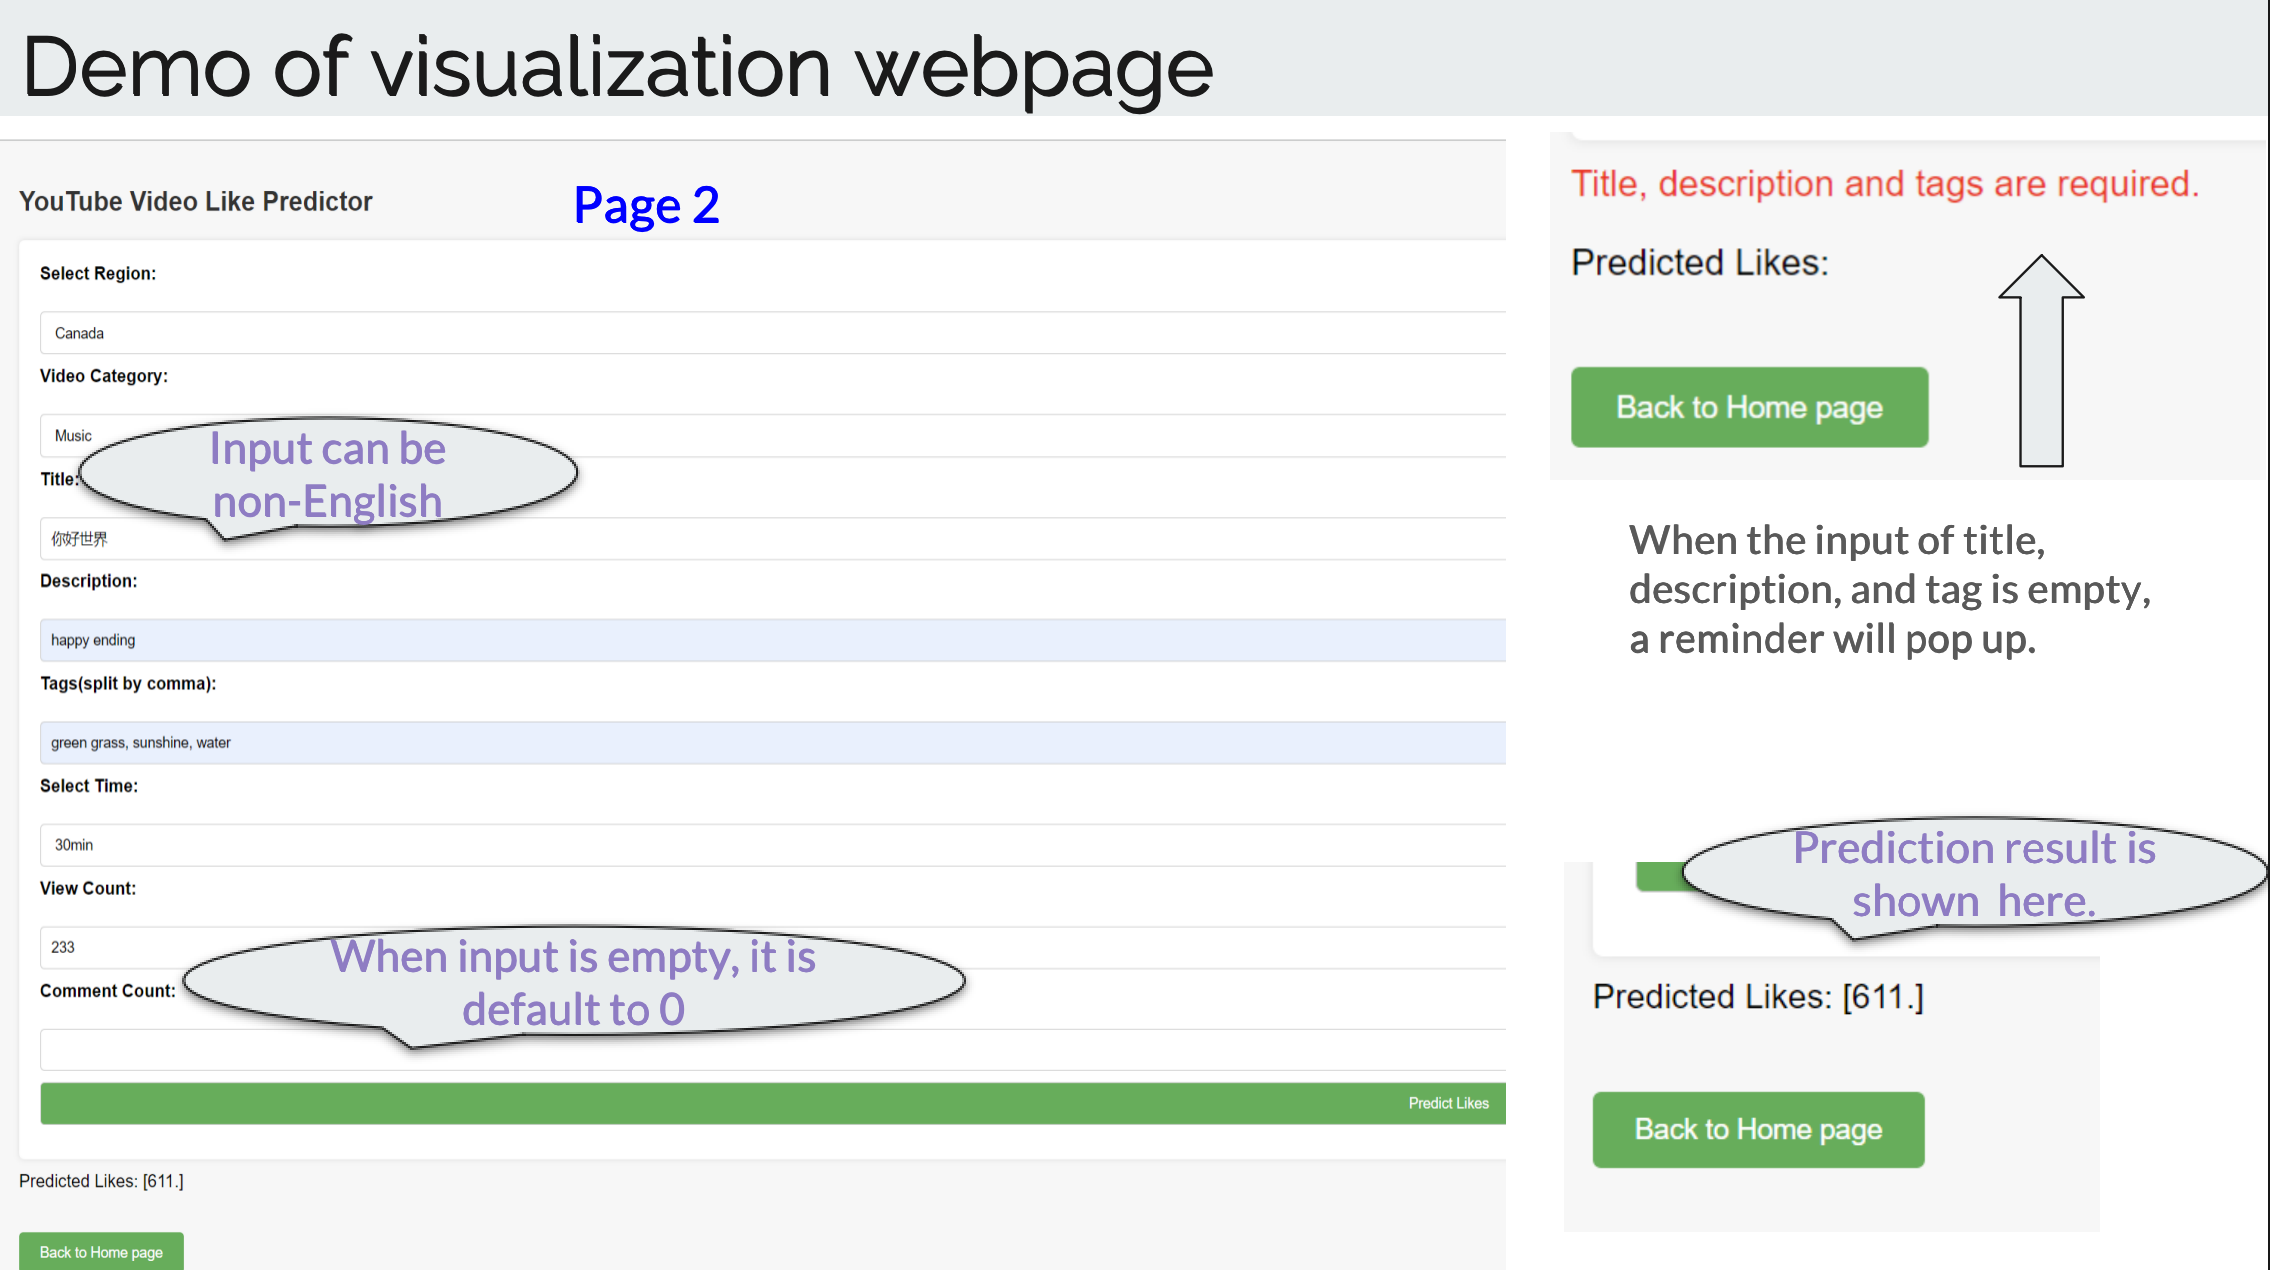 Demo of visualization webpage
YouTube Video Like Predictor
Page 2
Select Region:
Canada
Video Category:
Music
Input can be
non-English
Title:
你好世界
Description:
happy ending
Tags(split by comma):
green grass, sunshine, water
Select Time:
30min
View Count:
233
When input is empty, it is
default to 0
Comment Count:
Predict Likes
Predicted Likes: [611.]
Back to Home page
Title, description and tags are required.
Predicted Likes:
Back to Home page
When the input of title,
description, and tag is empty,
a reminder will pop up.
Prediction result is
shown here.
Predicted Likes: [611.]
Back to Home page